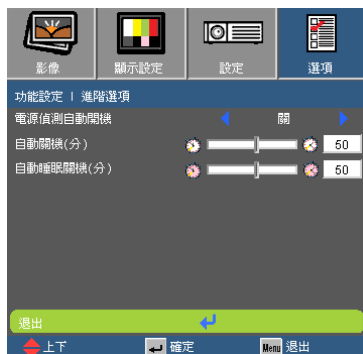 影像 顯示設定 設定 選項
功能設定 | 進階選項
電源偵測自動開機 關
自動關機(分) 50
自動睡眠關機(分) 50
退出
上下 確定 Menu 退出